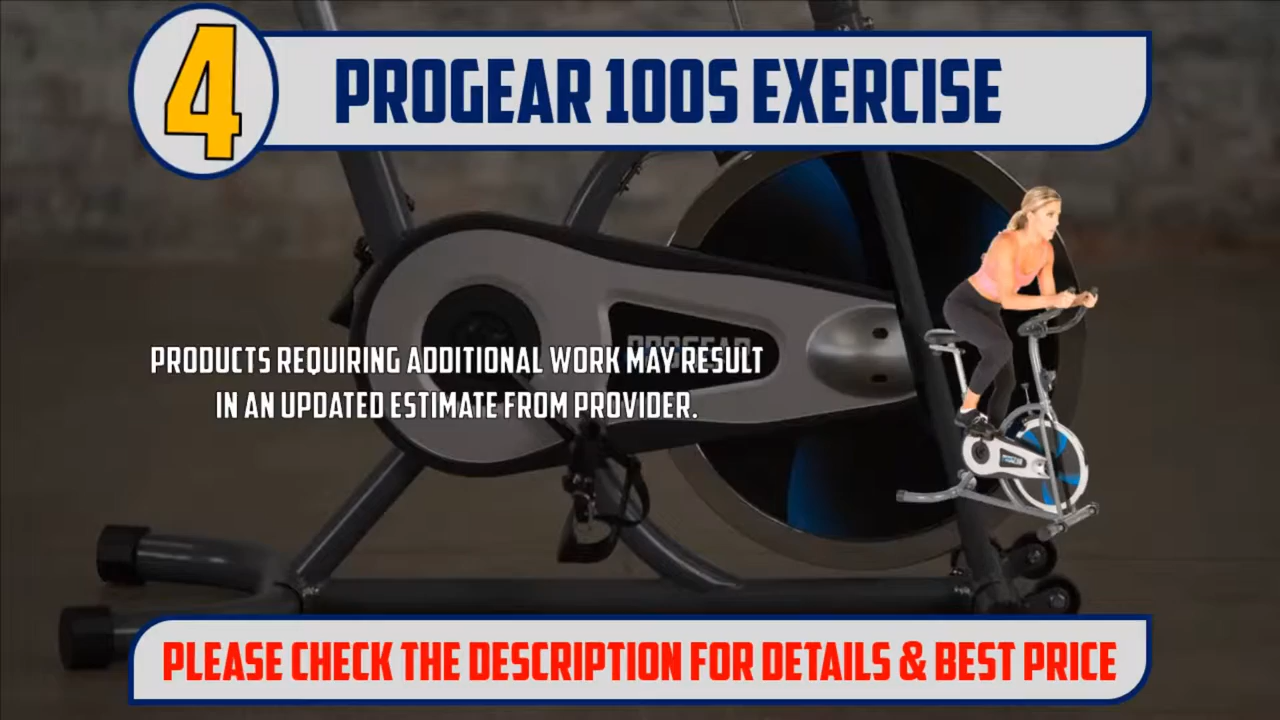 4
PROGEAR 100S EXERCISE
PROGEAR
PRODUCTS REQUIRING ADDITIONAL WORK MAY RESULT
IN AN UPDATED ESTIMATE FROM PROVIDER.
PLEASE CHECK THE DESCRIPTION FOR DETAILS & BEST PRICE